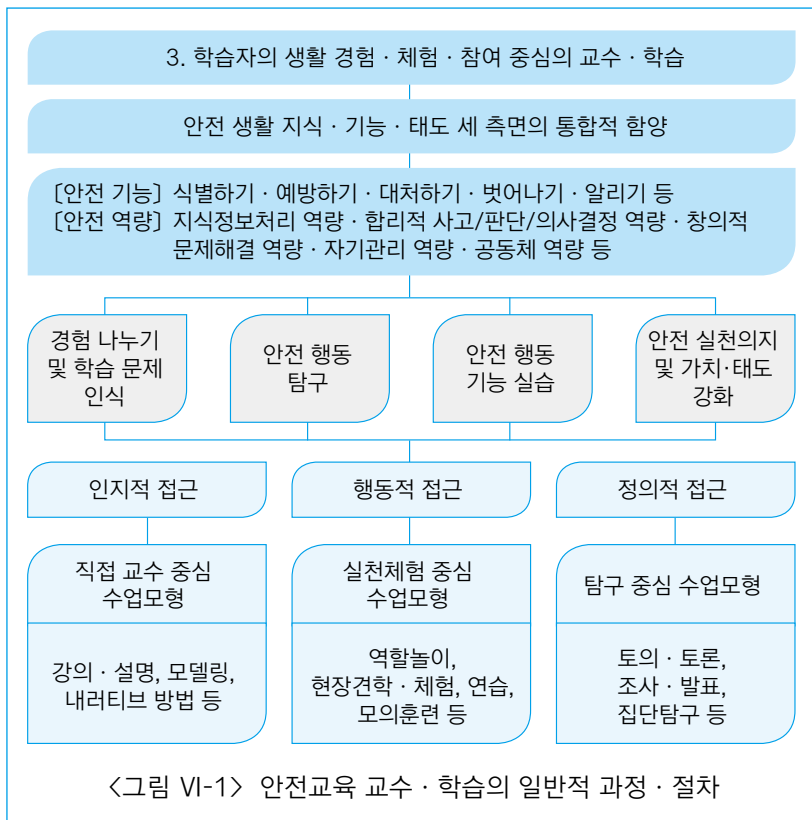 3. 학습자의 생활 경험 · 체험 · 참여 중심의 교수 · 학습
안전 생활 지식 · 기능 · 태도 세 측면의 통합적 함양
〔안전 기능〕 식별하기 · 예방하기 · 대처하기 · 벗어나기 · 알리기 등
〔안전 역량〕 지식정보처리 역량 · 합리적 사고/판단/의사결정 역량 · 창의적
문제해결 역량 · 자기관리 역량 · 공동체 역량 등
경험 나누기
및 학습 문제
인식
안전 행동
탐구
안전 행동
기능 실습
안전 실천의지
및 가치·태도
강화
인지적 접근
행동적 접근
정의적 접근
직접 교수 중심
수업모형
실천체험 중심
수업모형
탐구 중심 수업모형
강의 · 설명, 모델링,
내러티브 방법 등
역할놀이,
현장견학 · 체험, 연습,
모의훈련 등
토의 · 토론,
조사 · 발표,
집단탐구 등
〈그림 Ⅵ-1〉 안전교육 교수 · 학습의 일반적 과정 · 절차